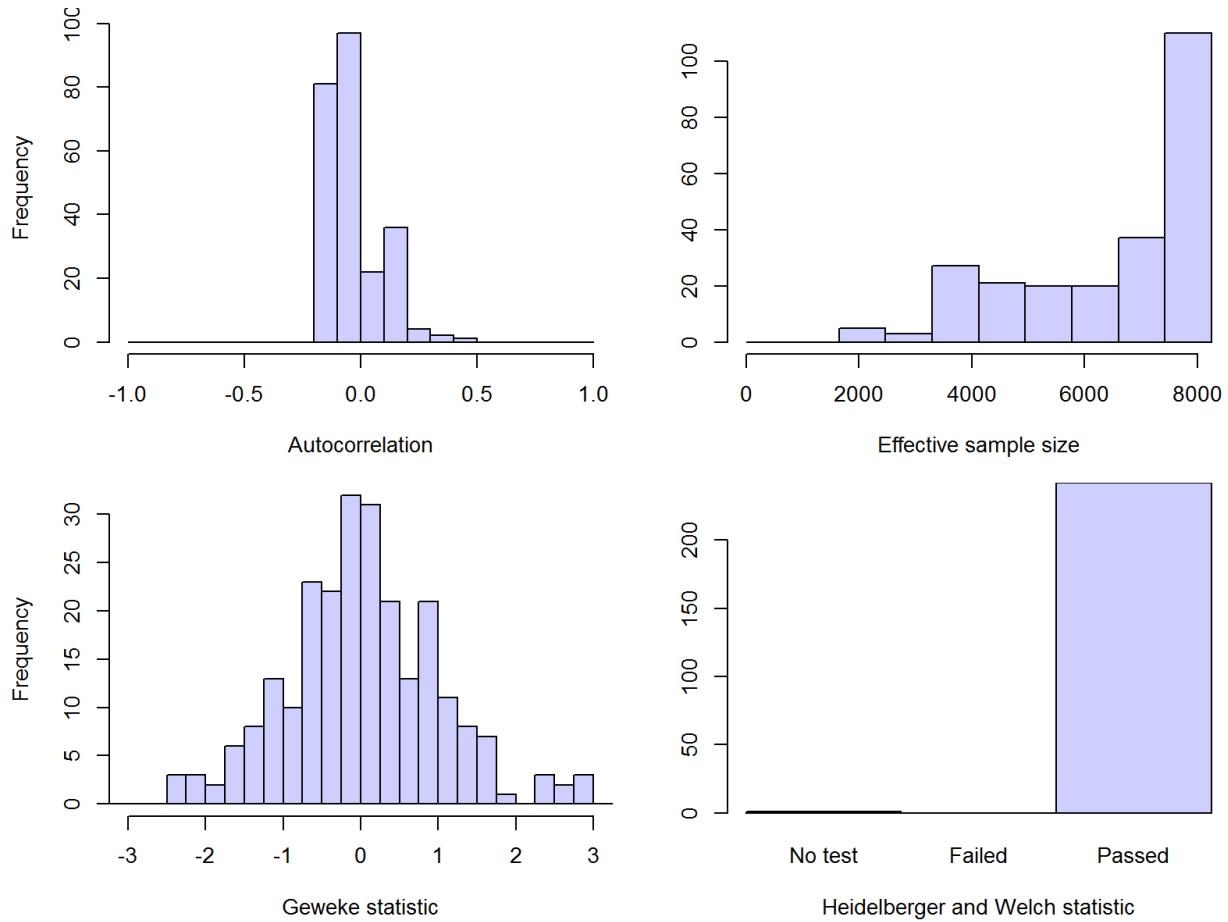 Frequency
0 20 40 60 80 100
-1.0 -0.5 0.0 0.5 1.0
Autocorrelation
0 20 40 60 80 100
0 2000 4000 6000 8000
Effective sample size
Frequency
0 5 10 15 20 25 30
-3 -2 -1 0 1 2 3
Geweke statistic
0 50 100 150 200
No test Failed Passed
Heidelberger and Welch statistic